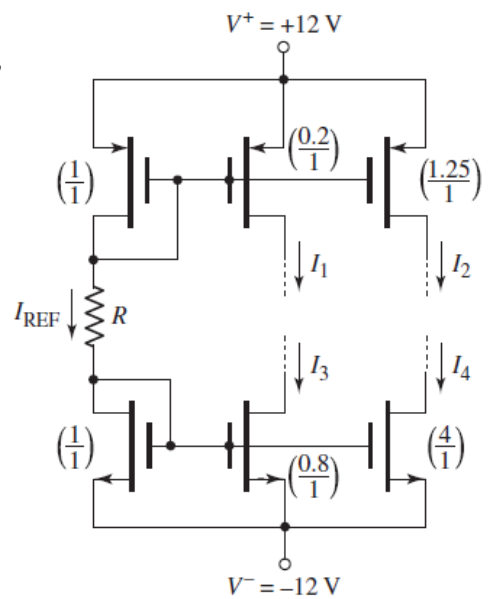 V⁺ = +12 V
(1/1)
(0.2/1)
(1.25/1)
I₁
I₂
I_REF
R
I₃
I₄
(1/1)
(0.8/1)
(4/1)
V⁻ = –12 V